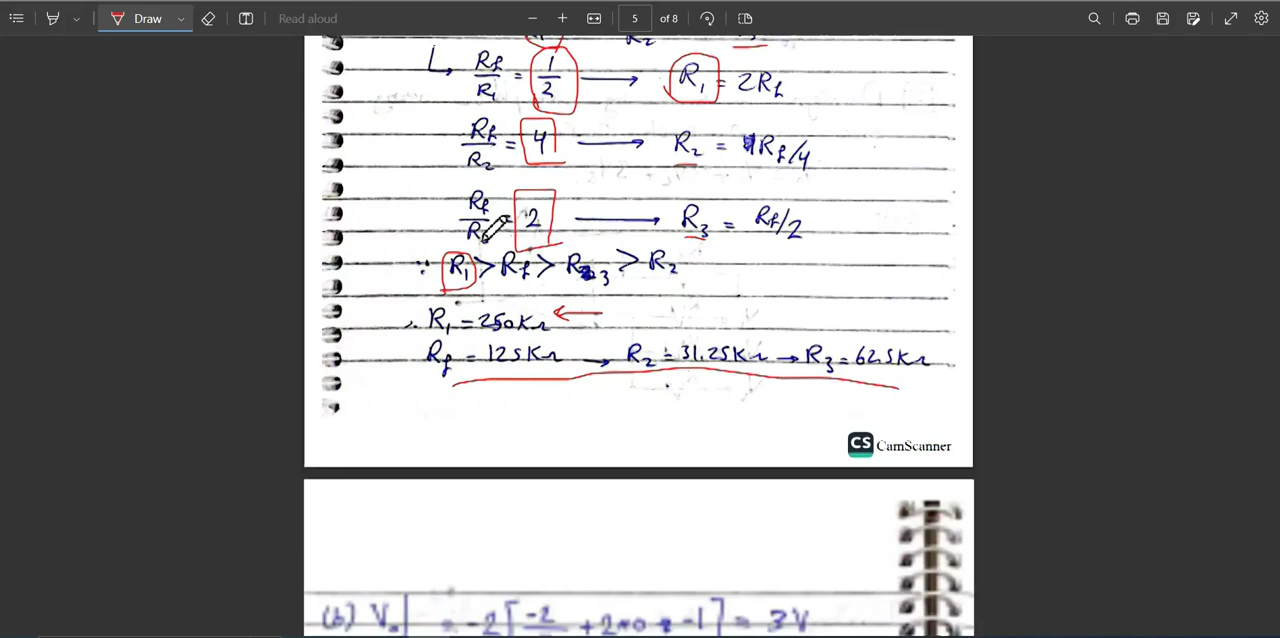 Draw
Read aloud
5 of 8
R2
Rf/R1 = 1/2 → R1 = 2Rf
Rf/R2 = 4 → R2 = Rf/4
Rf/R = 2 → R3 = Rf/2
∵ R1 > Rf > R3 > R2
∴ R1 = 250KΩ ←
Rf = 125KΩ → R2 = 31.25KΩ → R3 = 62.5KΩ
CS CamScanner
(b) Vo| = -2[-2 + 2×0 -1] = 3V